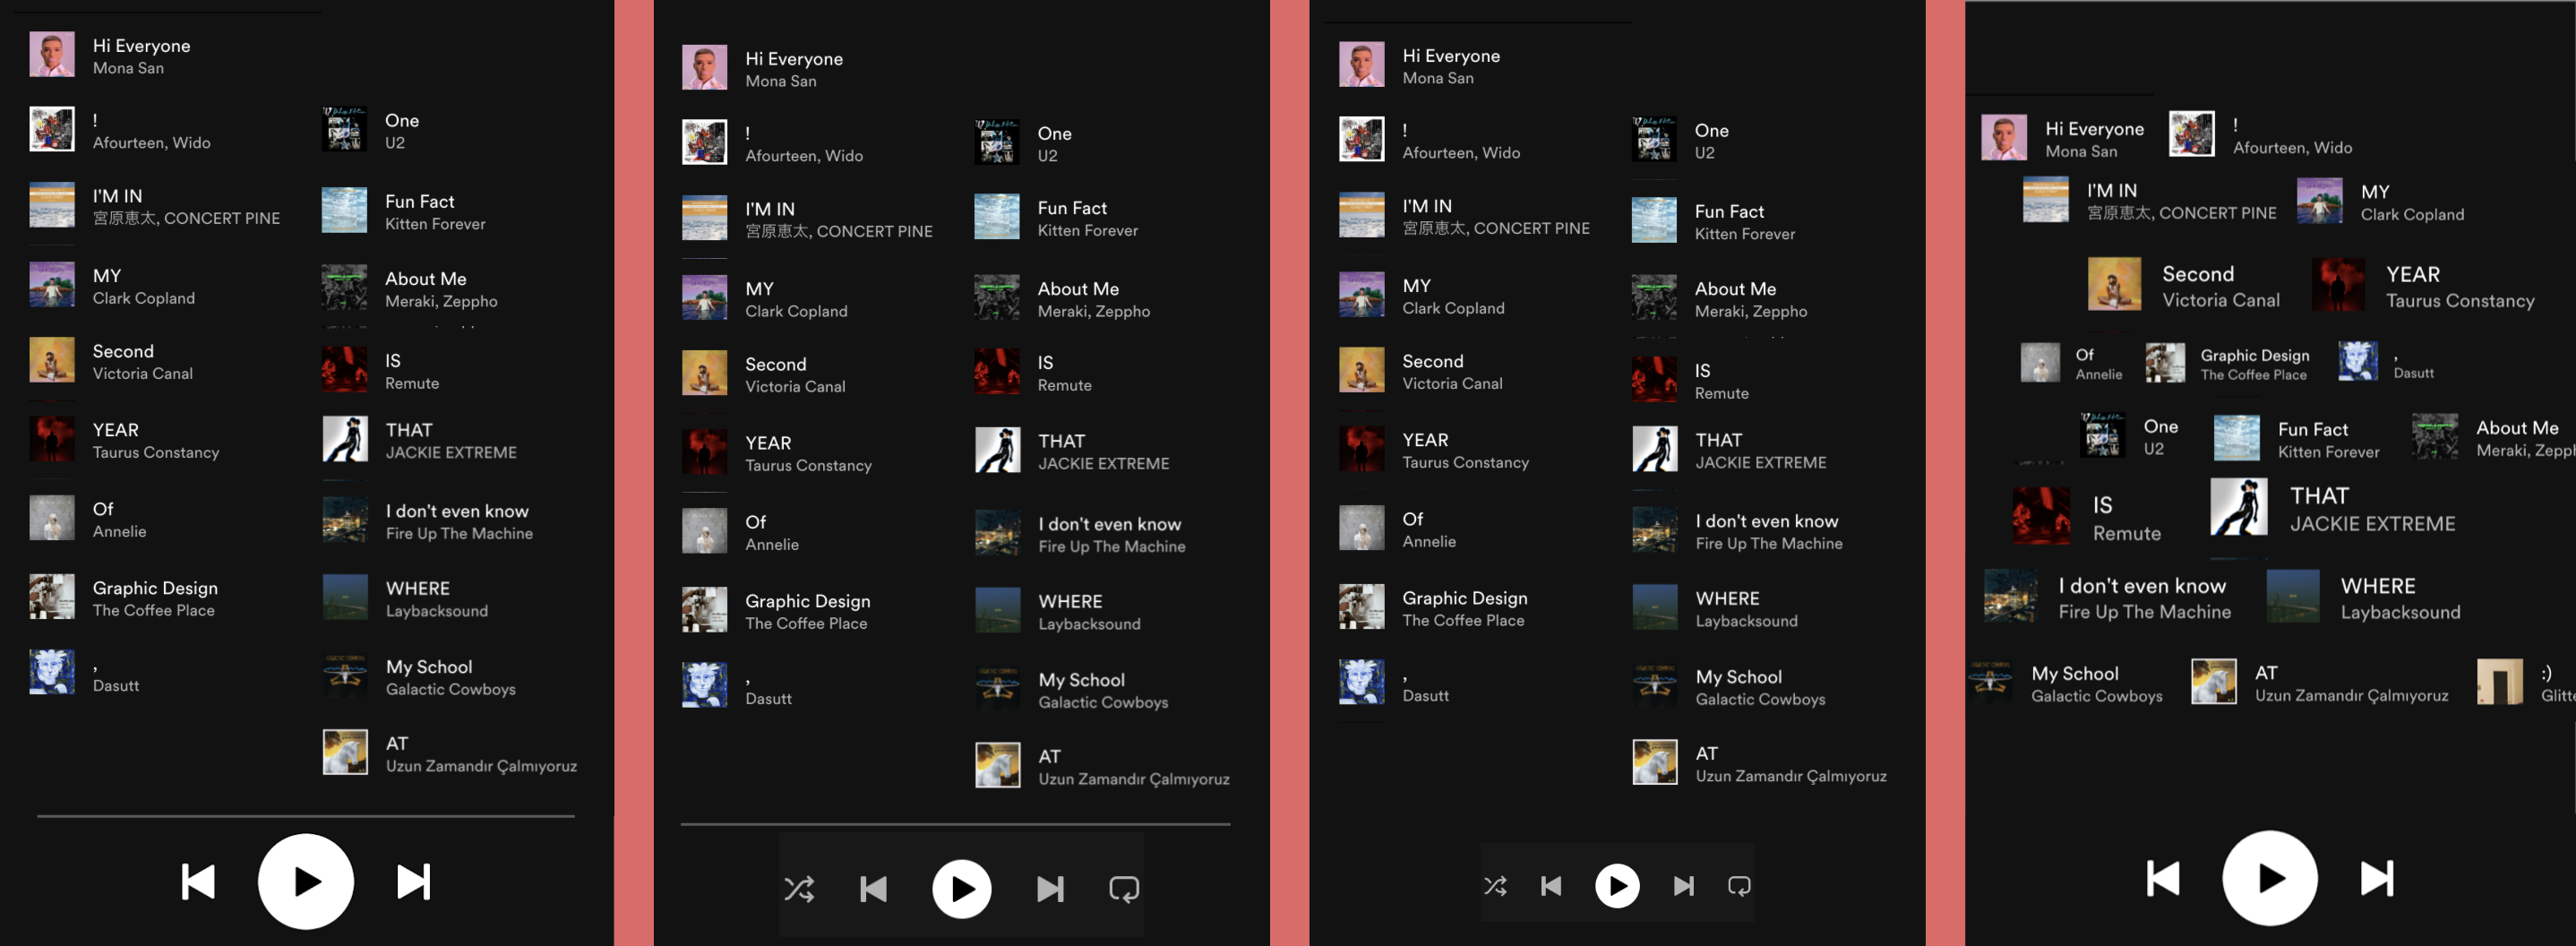 Hi Everyone
Mona San
!
Afourteen, Wido
I'M IN
宮原恵太, CONCERT PINE
MY
Clark Copland
Second
Victoria Canal
YEAR
Taurus Constancy
Of
Annelie
Graphic Design
The Coffee Place
,
Dasutt
One
U2
Fun Fact
Kitten Forever
About Me
Meraki, Zeppho
IS
Remute
THAT
JACKIE EXTREME
I don't even know
Fire Up The Machine
WHERE
Laybacksound
My School
Galactic Cowboys
AT
Uzun Zamandır Çalmıyoruz
Hi Everyone
Mona San
!
Afourteen, Wido
I'M IN
宮原恵太, CONCERT PINE
MY
Clark Copland
Second
Victoria Canal
YEAR
Taurus Constancy
Of
Annelie
Graphic Design
The Coffee Place
,
Dasutt
One
U2
Fun Fact
Kitten Forever
About Me
Meraki, Zeppho
IS
Remute
THAT
JACKIE EXTREME
I don't even know
Fire Up The Machine
WHERE
Laybacksound
My School
Galactic Cowboys
AT
Uzun Zamandır Çalmıyoruz
Hi Everyone
Mona San
!
Afourteen, Wido
I'M IN
宮原恵太, CONCERT PINE
MY
Clark Copland
Second
Victoria Canal
YEAR
Taurus Constancy
Of
Annelie
Graphic Design
The Coffee Place
,
Dasutt
One
U2
Fun Fact
Kitten Forever
About Me
Meraki, Zeppho
IS
Remute
THAT
JACKIE EXTREME
I don't even know
Fire Up The Machine
WHERE
Laybacksound
My School
Galactic Cowboys
AT
Uzun Zamandır Çalmıyoruz
Hi Everyone
Mona San
!
Afourteen, Wido
I'M IN
宮原恵太, CONCERT PINE
MY
Clark Copland
Second
Victoria Canal
YEAR
Taurus Constancy
Of
Annelie
Graphic Design
The Coffee Place
,
Dasutt
One
U2
Fun Fact
Kitten Forever
About Me
Meraki,
IS
Remute
THAT
JACKIE EXTREME
I don't even know
Fire Up The Machine
WHERE
Laybacksound
My School
Galactic Cowboys
AT
Uzun Zamandır Çalmıyoruz
:)